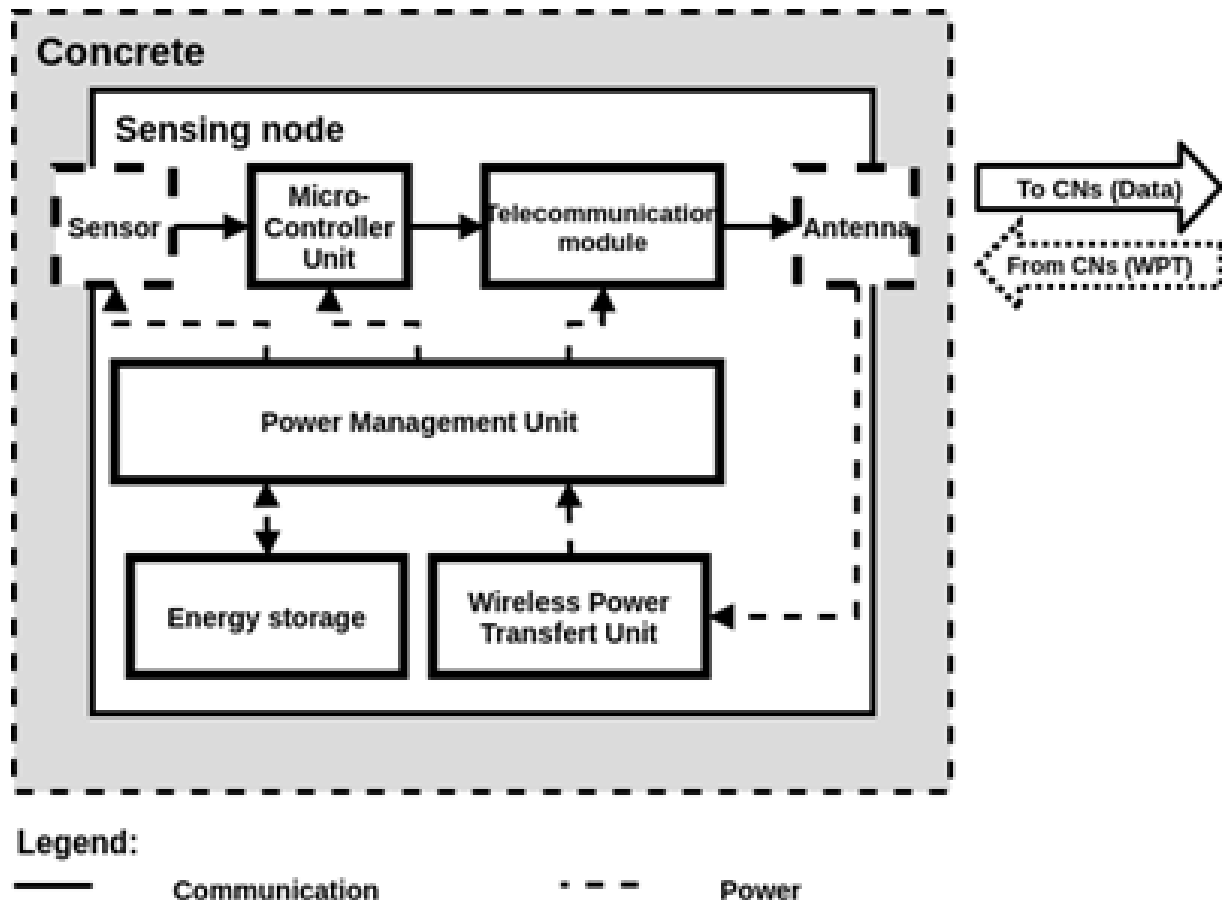 Concrete
Sensing node
Sensor
Micro-
Controller
Unit
Telecommunication
module
Antenna
To CNs (Data)
From CNs (WPT)
Power Management Unit
Energy storage
Wireless Power
Transfert Unit
Legend:
Communication
Power